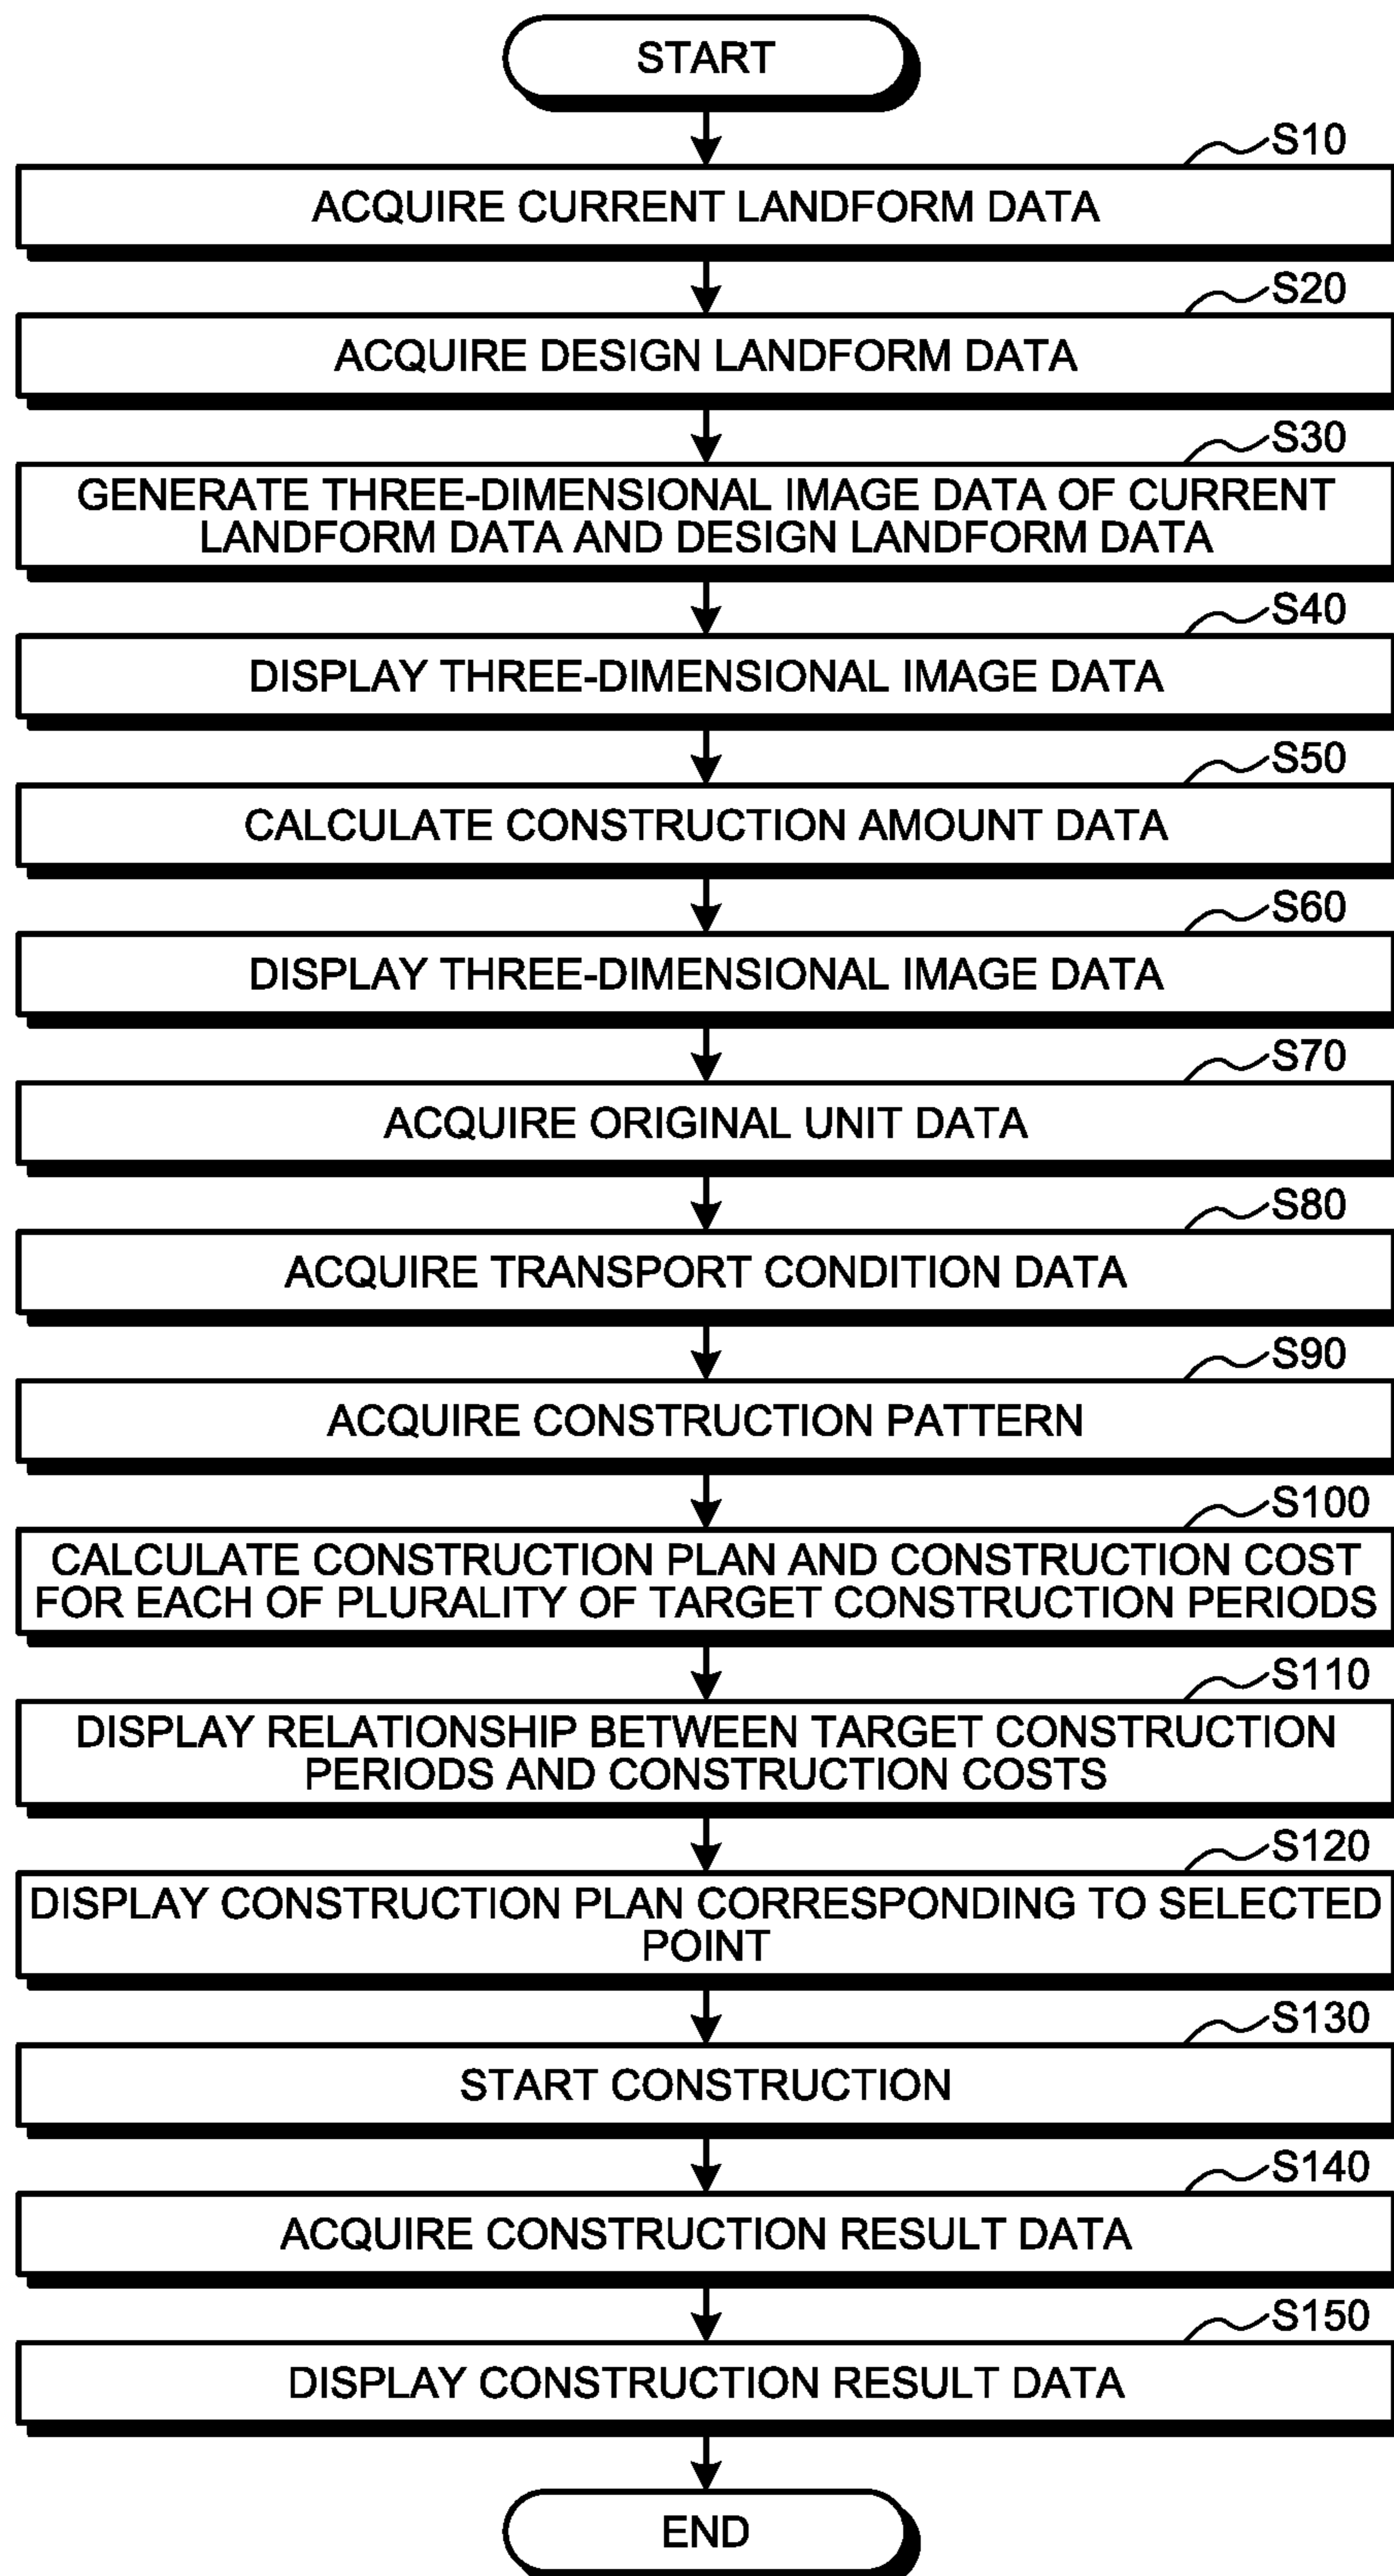 START
S10
ACQUIRE CURRENT LANDFORM DATA
S20
ACQUIRE DESIGN LANDFORM DATA
S30
GENERATE THREE-DIMENSIONAL IMAGE DATA OF CURRENT
LANDFORM DATA AND DESIGN LANDFORM DATA
S40
DISPLAY THREE-DIMENSIONAL IMAGE DATA
S50
CALCULATE CONSTRUCTION AMOUNT DATA
S60
DISPLAY THREE-DIMENSIONAL IMAGE DATA
S70
ACQUIRE ORIGINAL UNIT DATA
S80
ACQUIRE TRANSPORT CONDITION DATA
S90
ACQUIRE CONSTRUCTION PATTERN
S100
CALCULATE CONSTRUCTION PLAN AND CONSTRUCTION COST
FOR EACH OF PLURALITY OF TARGET CONSTRUCTION PERIODS
S110
DISPLAY RELATIONSHIP BETWEEN TARGET CONSTRUCTION
PERIODS AND CONSTRUCTION COSTS
S120
DISPLAY CONSTRUCTION PLAN CORRESPONDING TO SELECTED
POINT
S130
START CONSTRUCTION
S140
ACQUIRE CONSTRUCTION RESULT DATA
S150
DISPLAY CONSTRUCTION RESULT DATA
END